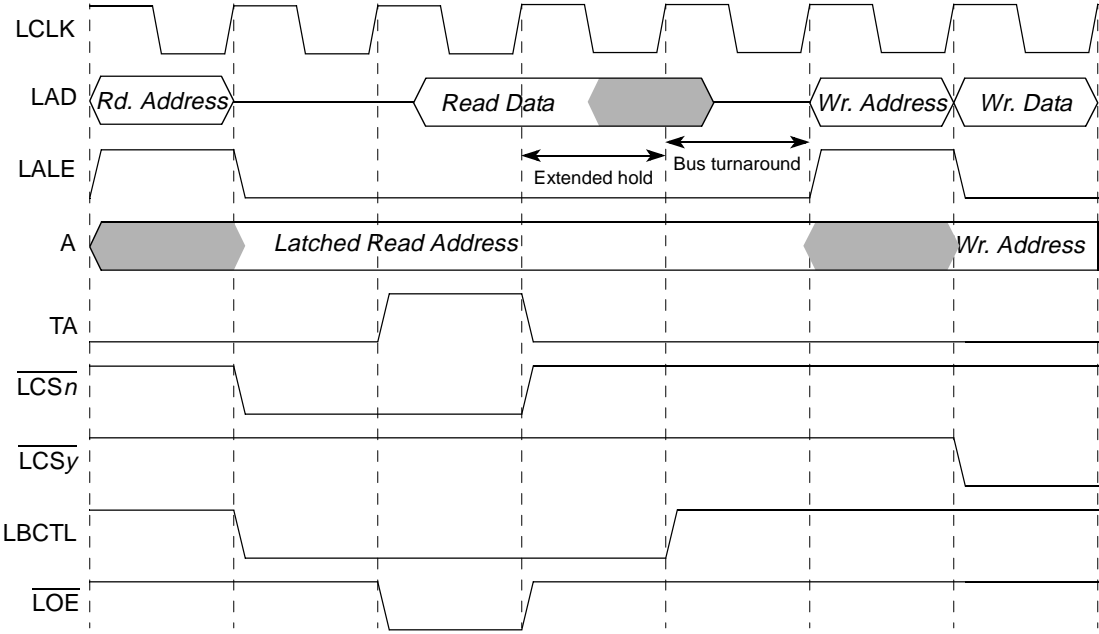 LCLK
LAD
Rd. Address
Read Data
Wr. Address
Wr. Data
LALE
Extended hold
Bus turnaround
A
Latched Read Address
Wr. Address
TA
LCSn
LCSy
LBCTL
LOE